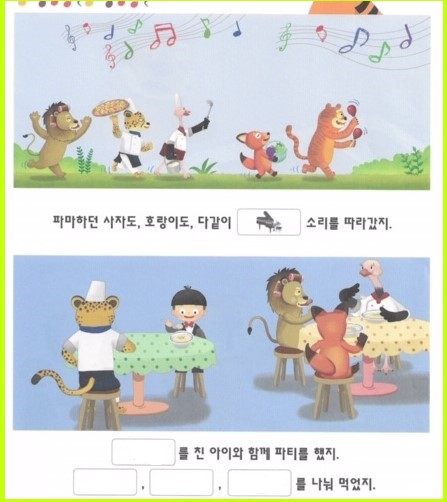 파마하던 사자도, 호랑이도, 다같이 소리를 따라갔지.
를 친 아이와 함께 파티를 했지.
, , 를 나눠 먹었지.